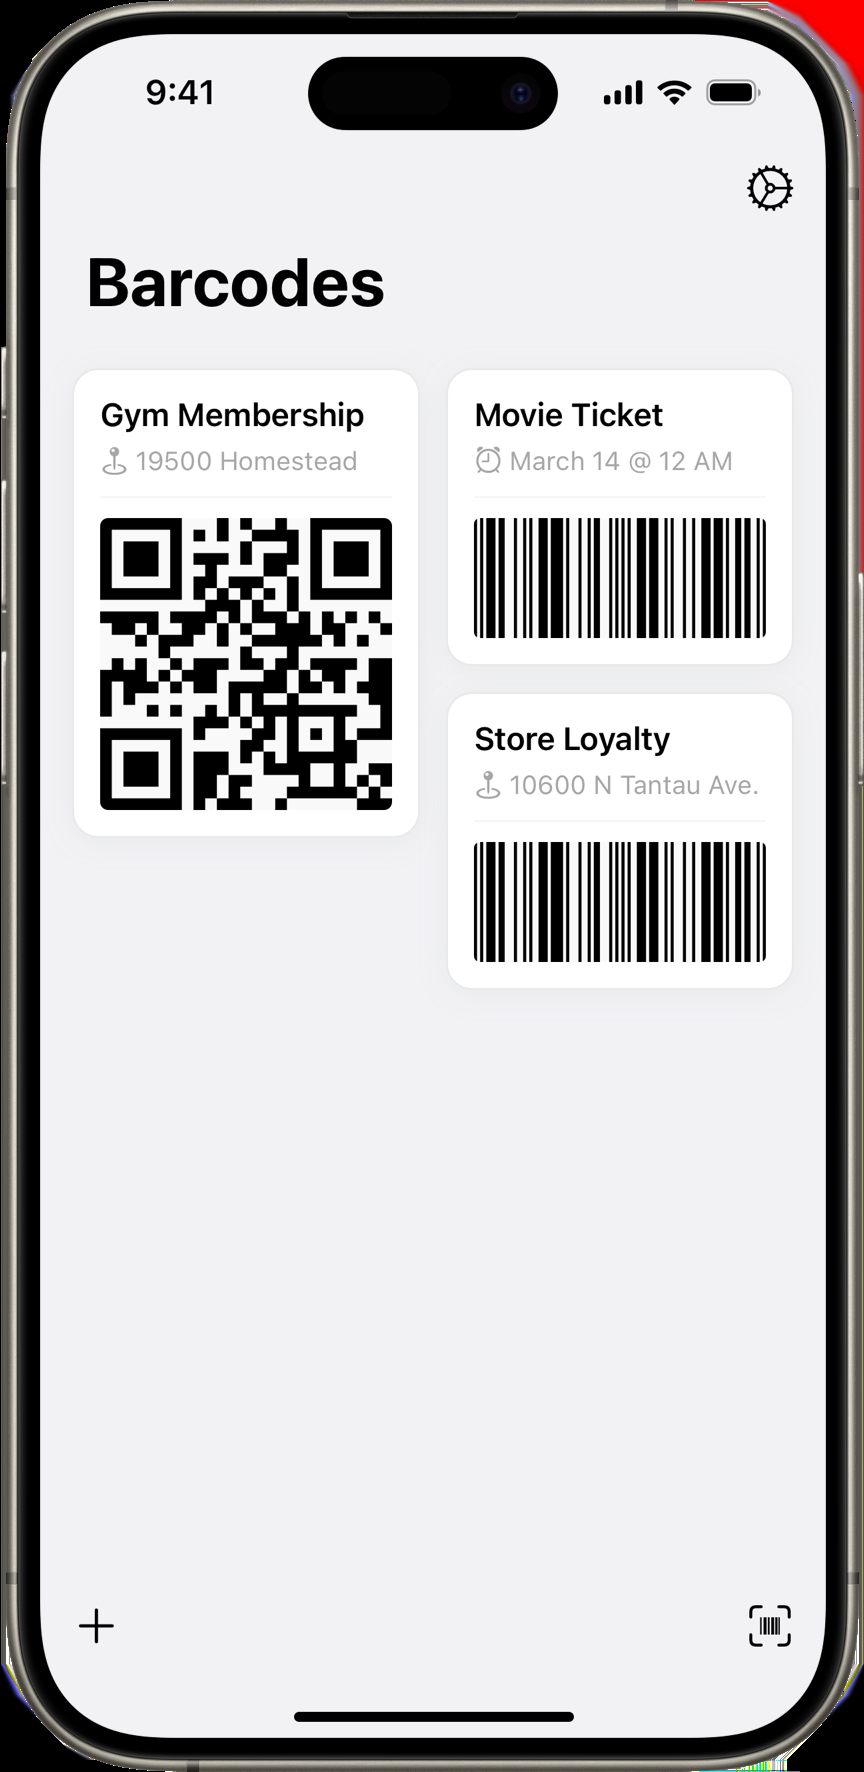 9:41
Barcodes
Gym Membership
19500 Homestead
Movie Ticket
March 14 @ 12 AM
Store Loyalty
10600 N Tantau Ave.